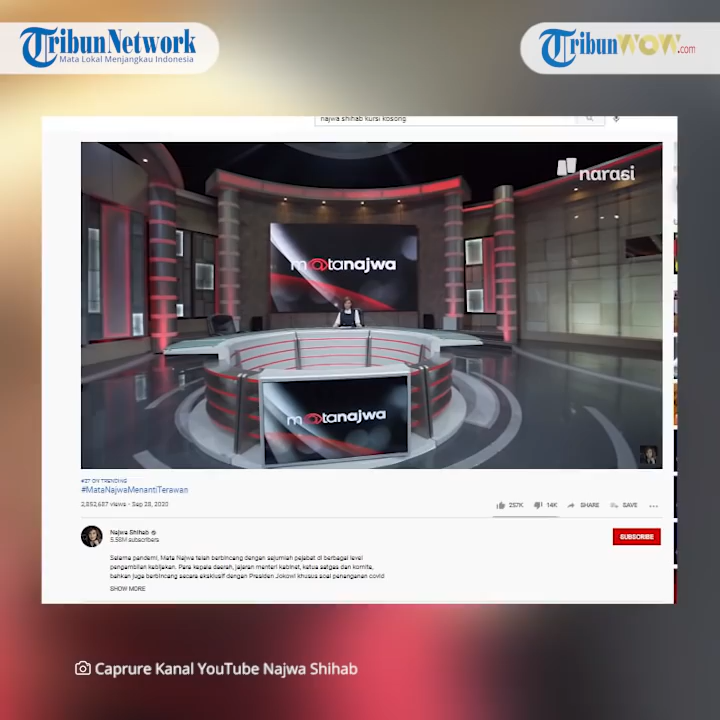 TribunNetwork
Mata Lokal Menjangkau Indonesia
TribunWOW.com
najwa shihab kursi kosong
narasi
matanajwa
matanajwa
#27 ON TRENDING
#MataNajwaMenantiTerawan
2,852,687 views • Sep 28, 2020
257K 14K SHARE SAVE ...
Najwa Shihab
5.58M subscribers
SUBSCRIBE
Selama pandemi, Mata Najwa telah berbincang dengan sejumlah pejabat di berbagai level
pengambilan kebijakan. Para kepala daerah, jajaran menteri kabinet, ketua satgas dan komite,
bahkan juga berbincang secara eksklusif dengan Presiden Jokowi khusus soal penanganan covid
SHOW MORE
Caprure Kanal YouTube Najwa Shihab